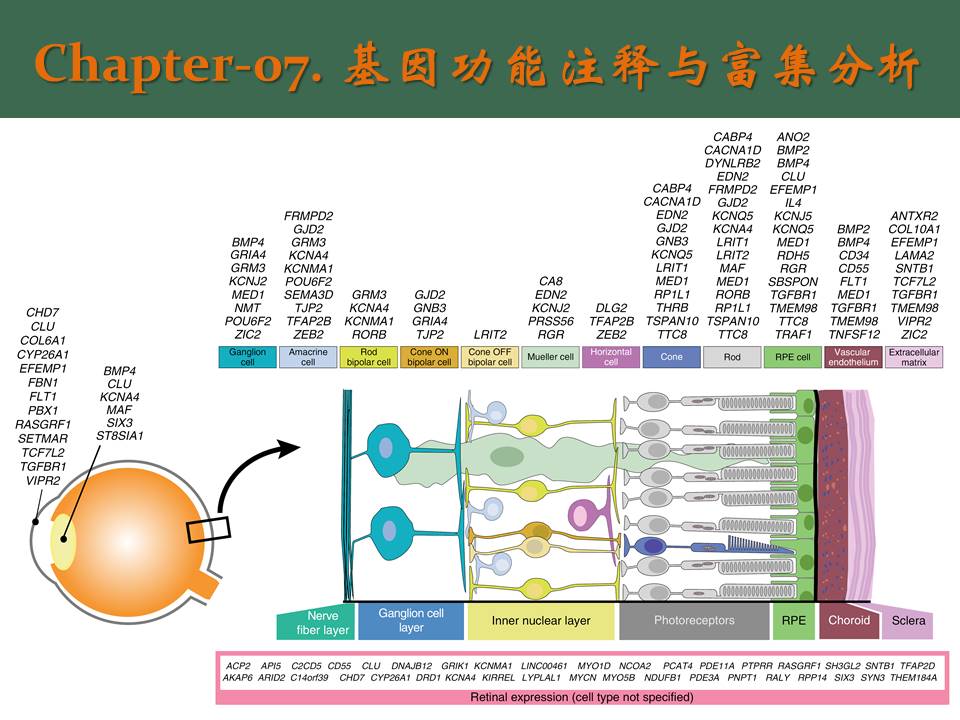 Chapter-07. 基因功能注释与富集分析
CHD7
CLU
COL6A1
CYP26A1
EFEMP1
FBN1
FLT1
PBX1
RASGRF1
SETMAR
TCF7L2
TGFBR1
VIPR2
BMP4
CLU
KCNA4
MAF
SIX3
ST8SIA1
BMP4
GRIA4
GRM3
KCNJ2
MED1
NMT
POU6F2
ZIC2
Ganglion
cell
FRMPD2
GJD2
GRM3
KCNA4
KCNMA1
POU6F2
SEMA3D
TJP2
TFAP2B
ZEB2
Amacrine
cell
GRM3
KCNA4
KCNMA1
RORB
Rod
bipolar cell
GJD2
GNB3
GRIA4
TJP2
Cone ON
bipolar cell
LRIT2
Cone OFF
bipolar cell
CA8
EDN2
KCNJ2
PRSS56
RGR
Mueller cell
DLG2
TFAP2B
ZEB2
Horizontal
cell
CABP4
CACNA1D
EDN2
GJD2
GNB3
KCNQ5
LRIT1
MED1
RP1L1
THRB
TSPAN10
TTC8
Cone
CABP4
CACNA1D
DYNLRB2
EDN2
FRMPD2
GJD2
KCNQ5
KCNA4
LRIT1
LRIT2
MAF
MED1
RORB
RP1L1
TSPAN10
TTC8
Rod
ANO2
BMP2
BMP4
CLU
EFEMP1
IL4
KCNJ5
KCNQ5
MED1
RDH5
RGR
SBSPON
TGFBR1
TMEM98
TTC8
TRAF1
RPE cell
BMP2
BMP4
CD34
CD55
FLT1
MED1
TGFBR1
TMEM98
TNFSF12
Vascular
endothelium
ANTXR2
COL10A1
EFEMP1
LAMA2
SNTB1
TCF7L2
TGFBR1
TMEM98
VIPR2
ZIC2
Extracellular
matrix
Nerve
fiber layer
Ganglion cell
layer
Inner nuclear layer
Photoreceptors
RPE
Choroid
Sclera
ACP2 API5 C2CD5 CD55 CLU DNAJB12 GRIK1 KCNMA1 LINC00461 MYO1D NCOA2 PCAT4 PDE11A PTPRR RASGRF1 SH3GL2 SNTB1 TFAP2D
AKAP6 ARID2 C14orf39 CHD7 CYP26A1 DRD1 KCNA4 KIRREL LYPLAL1 MYCN MYO5B NDUFB1 PDE3A PNPT1 RALY RPP14 SIX3 SYN3 THEM184A
Retinal expression (cell type not specified)